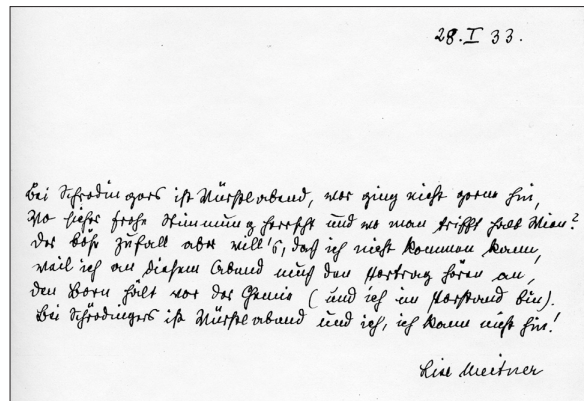 28. I 33.
Bei Schrödingers ist Würstelabend, wer ging nicht gerne hin,
Wo sicher frohe Stimmung herrscht und wo man trifft halb Wien?
Der böse Zufall aber will's, daß ich nicht kommen kann,
weil ich an diesem Abend muß den Vortrag hören an,
den Born hält vor der Chemie (und ich im Vorstand bin).
Bei Schrödingers ist Würstelabend und ich, ich kann nicht hin!
Lise Meitner